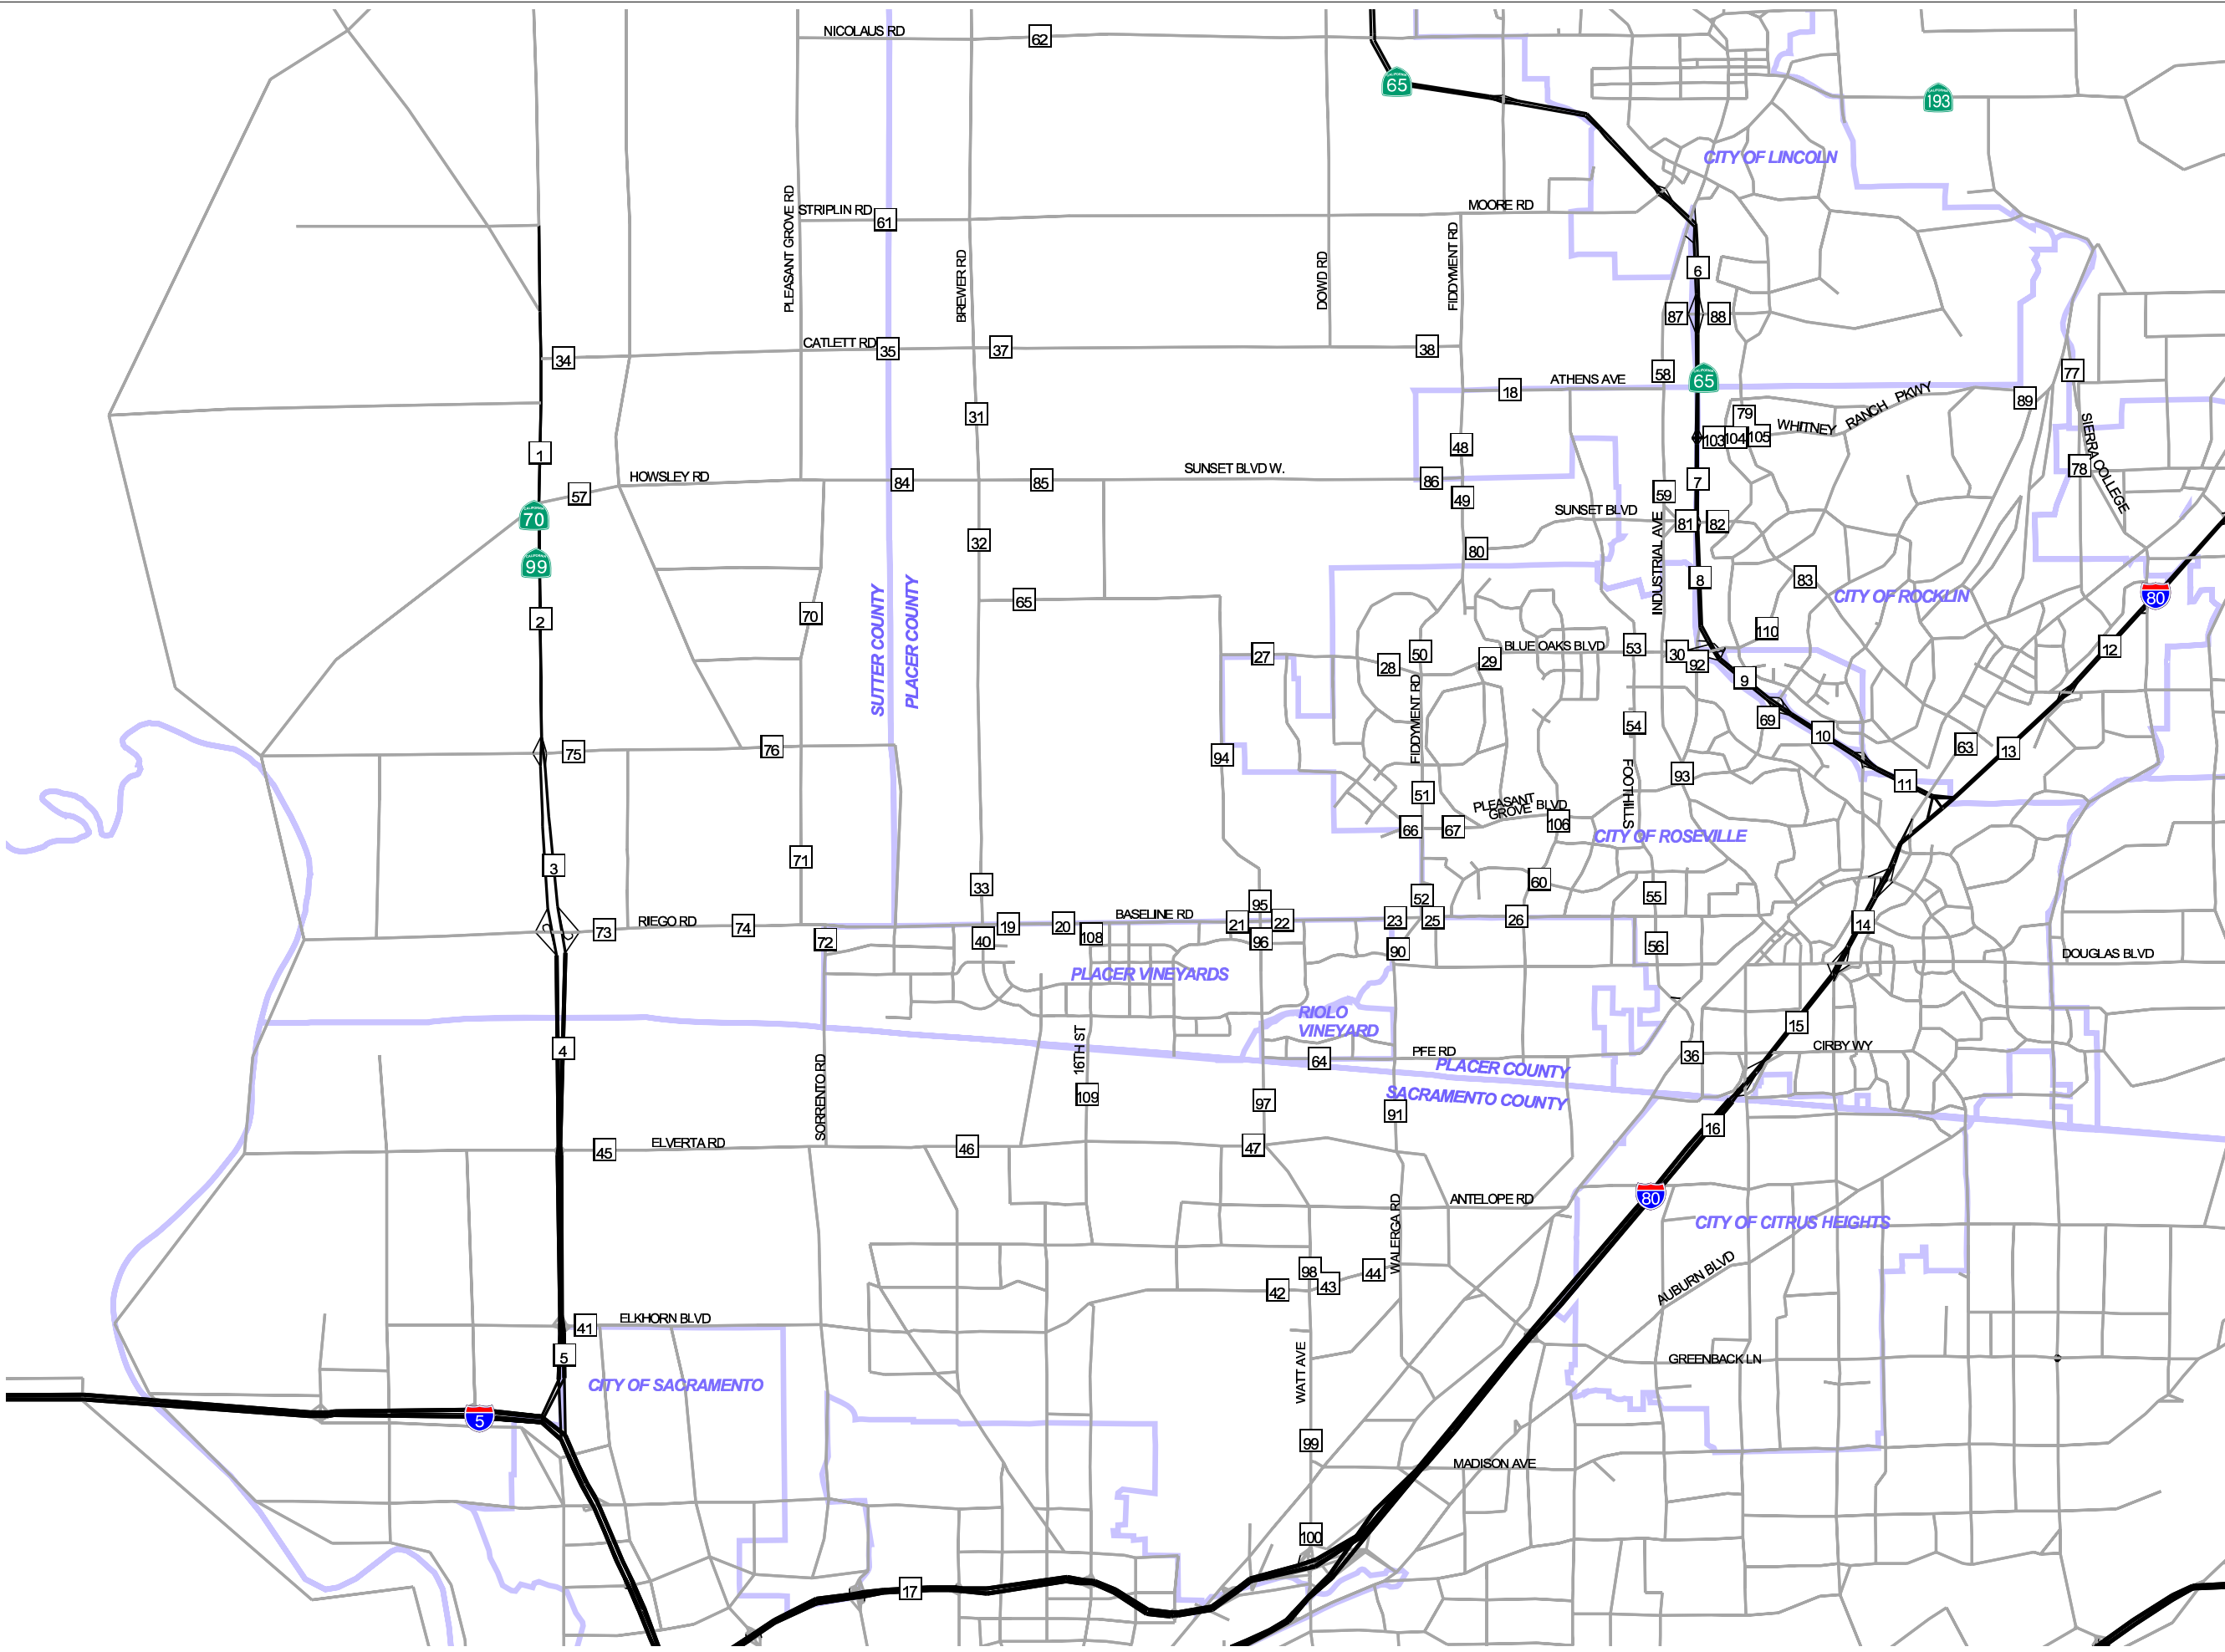 NICOLAUS RD
62
CALIFORNIA
65
CALIFORNIA
193
CITY OF LINCOLN
PLEASANT GROVE RD
STRIPLIN RD
61
MOORE RD
BREWER RD
DOWD RD
FIDDYMENT RD
6
87
88
34
CATLETT RD
35
37
38
58
CALIFORNIA
65
77
18
ATHENS AVE
89
31
79
WHITNEY RANCH PKWY
SIERRA COLLEGE
1
48
103
104
105
78
HOWSLEY RD
57
84
85
SUNSET BLVD W.
86
7
49
59
CALIFORNIA
70
SUNSET BLVD
81
82
32
80
INDUSTRIAL AVE
CALIFORNIA
99
8
83
CITY OF ROCKLIN
80
2
70
65
SUTTER COUNTY
PLACER COUNTY
110
27
28
50
29
BLUE OAKS BLVD
53
30
92
12
9
FIDDYMENT RD
54
69
10
75
76
94
63
13
93
11
FOOTHILLS
51
PLEASANT GROVE BLVD
106
66
67
CITY OF ROSEVILLE
3
71
33
60
55
95
52
73
RIEGO RD
74
72
40
19
20
108
BASELINE RD
21
22
96
23
25
26
90
56
14
DOUGLAS BLVD
PLACER VINEYARDS
RIOLO
VINEYARD
15
4
16TH ST
64
PFE RD
36
CIRBY WY
PLACER COUNTY
SACRAMENTO COUNTY
SORRENTO RD
109
97
91
16
45
ELVERTA RD
46
47
ANTELOPE RD
80
WALERGA RD
CITY OF CITRUS HEIGHTS
98
42
43
44
AUBURN BLVD
41
ELKHORN BLVD
5
WATT AVE
GREENBACK LN
CITY OF SACRAMENTO
5
99
MADISON AVE
100
17